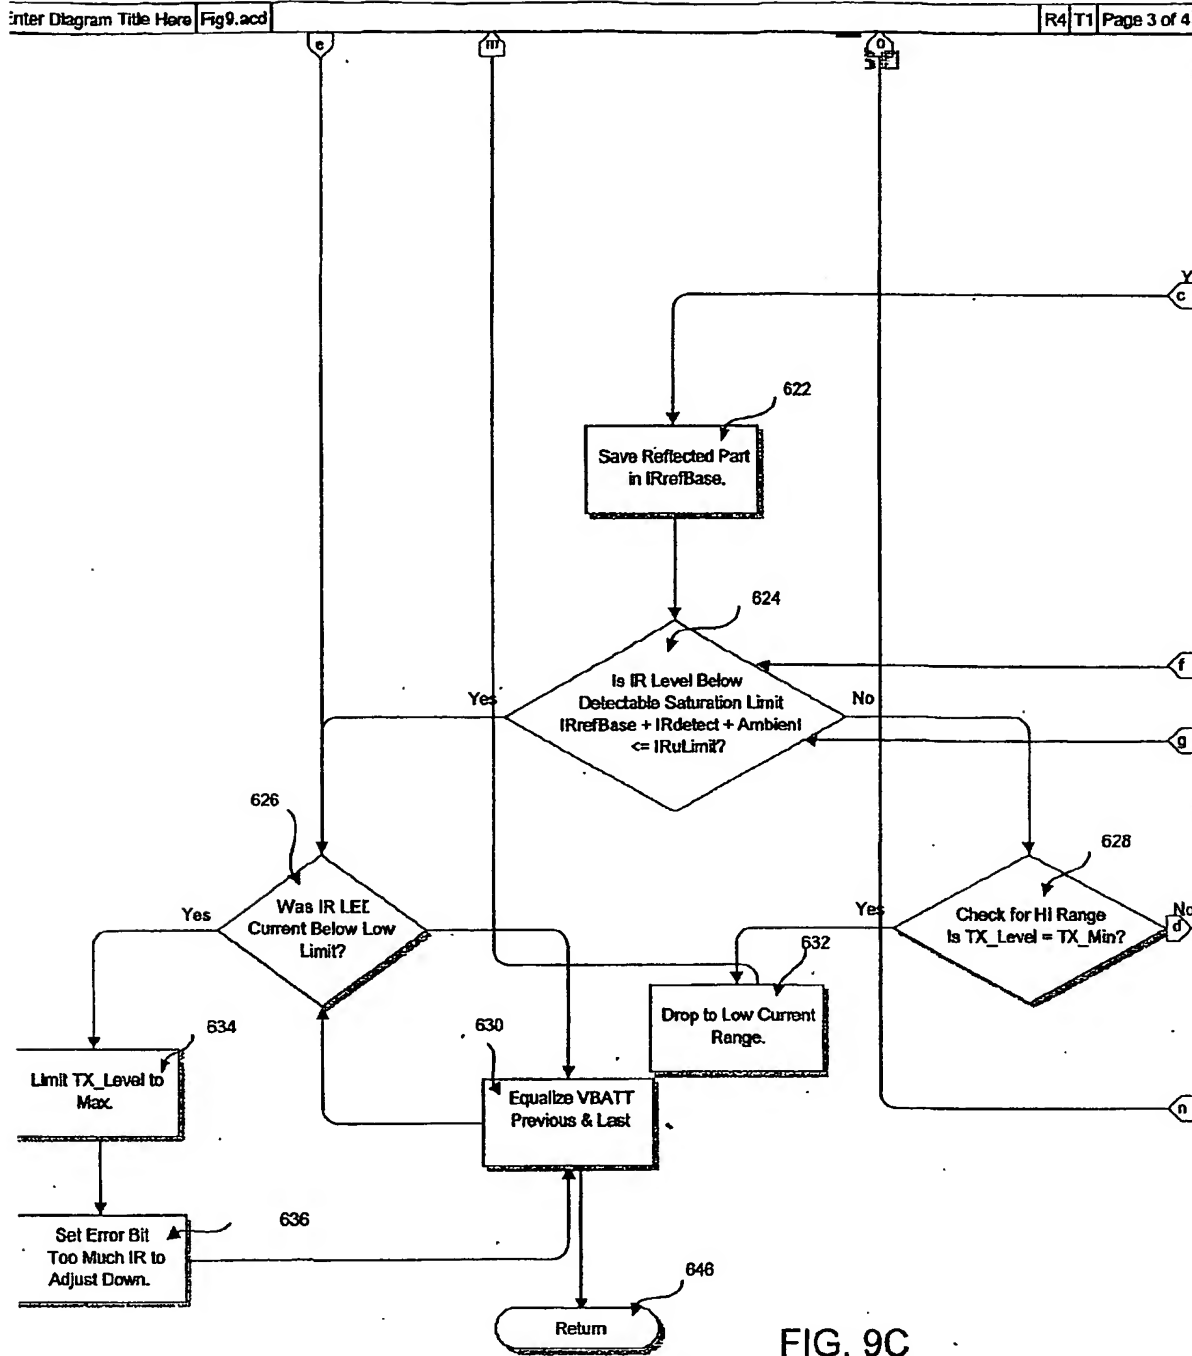 Enter Diagram Title Here Fig9.acd R4 T1 Page 3 of 4
e m o
Y
c
622
Save Reflected Part
in IRrefBase.
624
f
Is IR Level Below
Yes Detectable Saturation Limit No
IRrefBase + IRdetect + Ambient
<= IRuLimit?
g
626
628
Yes
Was IR LED
Current Below Low
Limit?
Yes
Check for Hi Range
Is TX_Level = TX_Min?
No
d
632
Drop to Low Current
Range.
634
Limit TX_Level to
Max.
630
Equalize VBATT
Previous & Last
n
636
Set Error Bit
Too Much IR to
Adjust Down.
646
Return
FIG. 9C